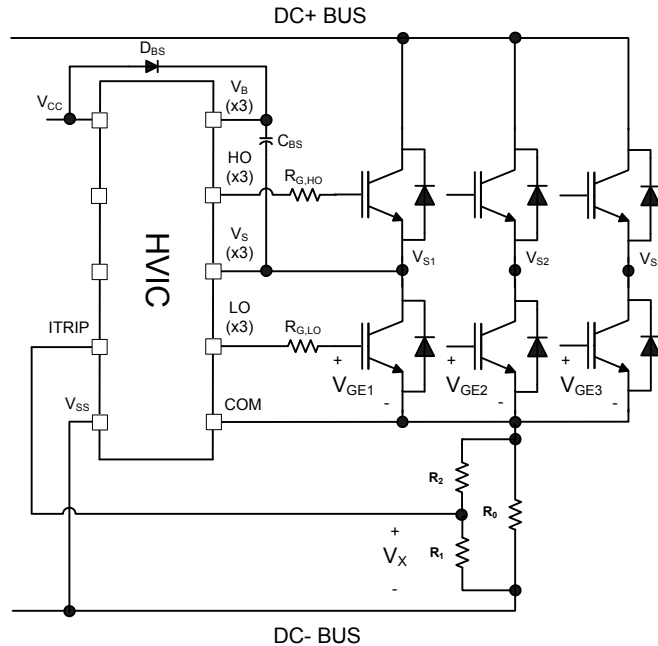 DC+ BUS
DBS
VCC
VB
(x3)
CBS
HO
(x3)
RG,HO
HVIC
VS
(x3)
VS1
VS2
VS
LO
(x3)
ITRIP
RG,LO
+
VGE1
-
+
VGE2
-
+
VGE3
-
VSS
COM
R2
R0
+
VX
-
R1
DC- BUS